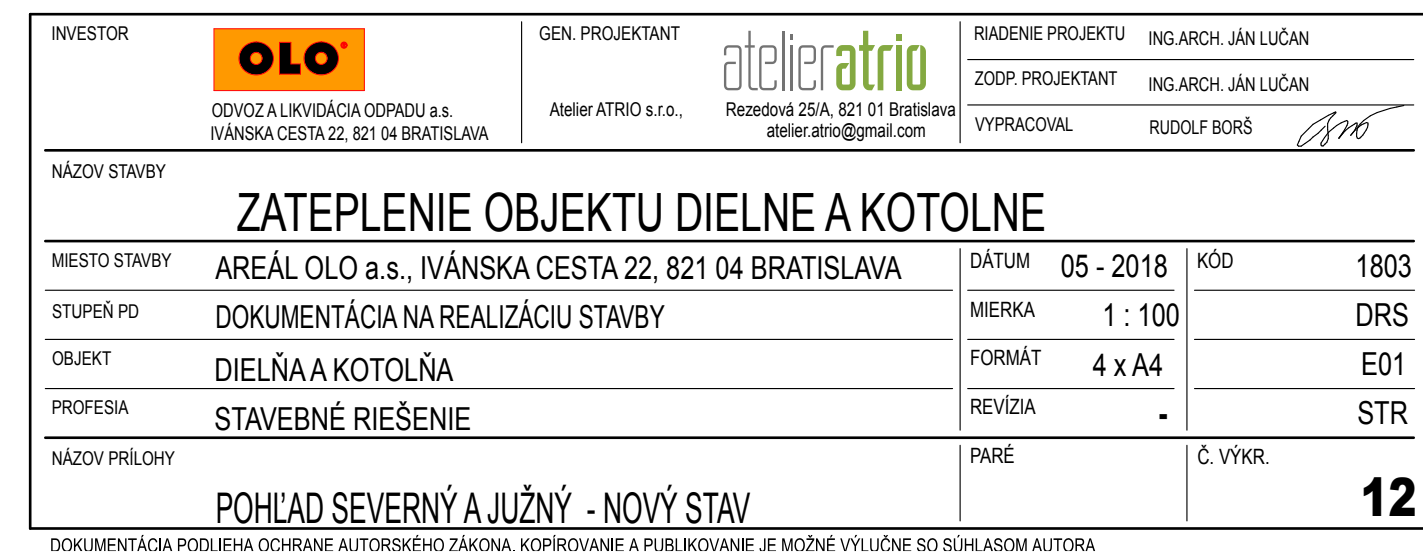 INVESTOR
OLO
ODVOZ A LIKVIDÁCIA ODPADU a.s.
IVÁNSKA CESTA 22, 821 04 BRATISLAVA
GEN. PROJEKTANT
atelieratrio
Atelier ATRIO s.r.o.,
Rezedová 25/A, 821 01 Bratislava
atelier.atrio@gmail.com
RIADENIE PROJEKTU ING.ARCH. JÁN LUČAN
ZODP. PROJEKTANT ING.ARCH. JÁN LUČAN
VYPRACOVAL RUDOLF BORŠ
NÁZOV STAVBY
ZATEPLENIE OBJEKTU DIELNE A KOTOLNE
MIESTO STAVBY AREÁL OLO a.s., IVÁNSKA CESTA 22, 821 04 BRATISLAVA DÁTUM 05 - 2018 KÓD 1803
STUPEŇ PD DOKUMENTÁCIA NA REALIZÁCIU STAVBY MIERKA 1 : 100 DRS
OBJEKT DIELŇA A KOTOLŇA FORMÁT 4 x A4 E01
PROFESIA STAVEBNÉ RIEŠENIE REVÍZIA - STR
NÁZOV PRÍLOHY PARÉ Č. VÝKR.
POHĽAD SEVERNÝ A JUŽNÝ - NOVÝ STAV 12
DOKUMENTÁCIA PODLIEHA OCHRANE AUTORSKÉHO ZÁKONA. KOPÍROVANIE A PUBLIKOVANIE JE MOŽNÉ VÝLUČNE SO SÚHLASOM AUTORA